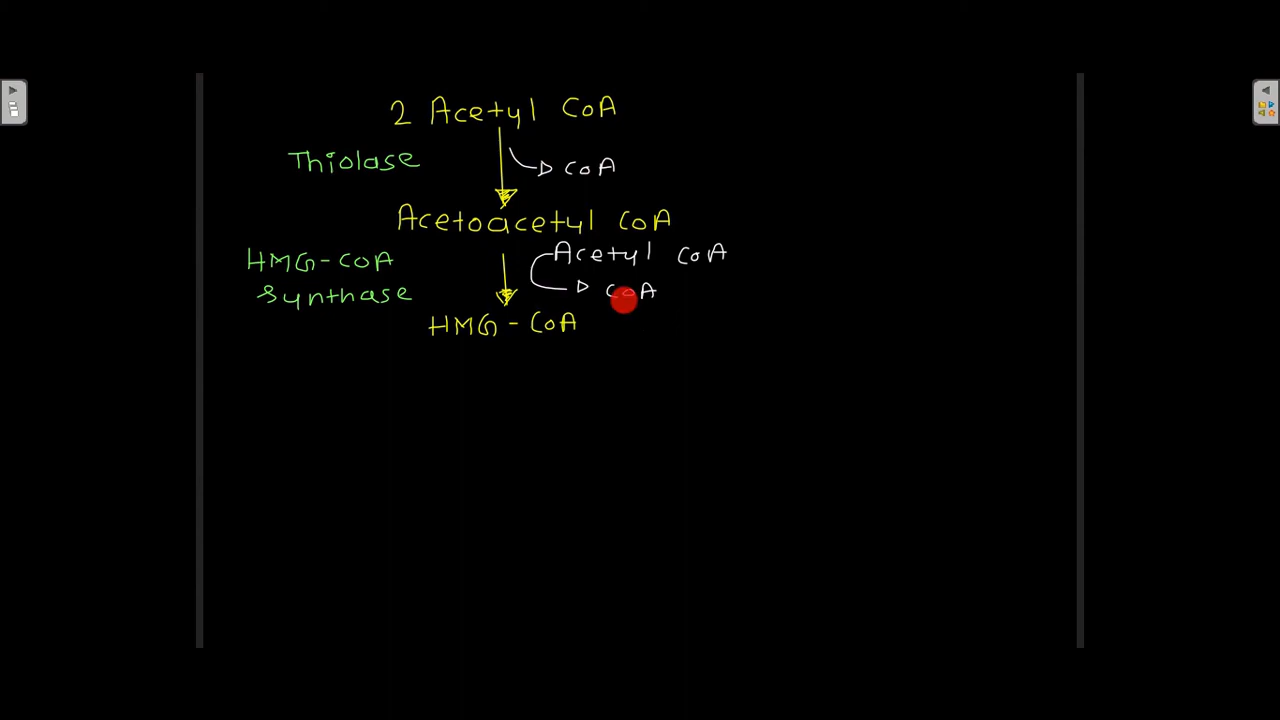 2 Acetyl CoA
Thiolase
CoA
Acetoacetyl CoA
Acetyl CoA
HMG-CoA
Synthase
CoA
HMG-CoA